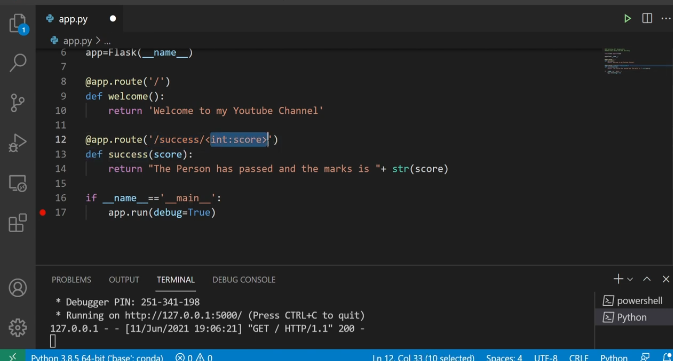 1
app.py
app.py > ...
6 app=Flask(__name__)
7
8 @app.route('/')
9 def welcome():
10 return 'Welcome to my Youtube Channel'
11
12 @app.route('/success/<int:score>')
13 def success(score):
14 return "The Person has passed and the marks is "+ str(score)
15
16 if __name__=='__main__':
17 app.run(debug=True)
PROBLEMS OUTPUT TERMINAL DEBUG CONSOLE
* Debugger PIN: 251-341-198
* Running on http://127.0.0.1:5000/ (Press CTRL+C to quit)
127.0.0.1 - - [11/Jun/2021 19:06:21] "GET / HTTP/1.1" 200 -
powershell
Python
Python 3.8.5 64-bit ('base': conda) 0 0 Ln 12, Col 33 (10 selected) Spaces: 4 UTF-8 CRLF Python